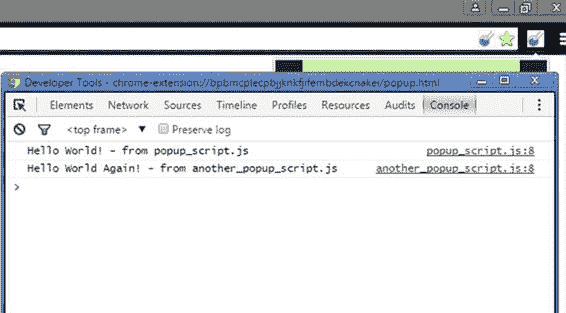 Developer Tools - chrome-extension://bpbmcplecpbjjknkfjnfembdexcnakei/popup.html
Elements Network Sources Timeline Profiles Resources Audits Console
<top frame> ▼ Preserve log
Hello World! - from popup_script.js popup_script.js:8
Hello World Again! - from another_popup_script.js another_popup_script.js:8
>